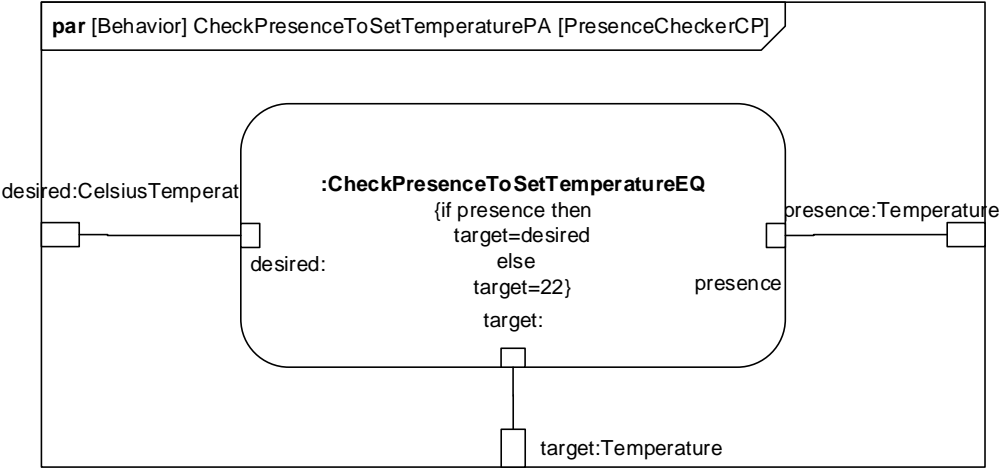 par [Behavior] CheckPresenceToSetTemperaturePA [PresenceCheckerCP]
desired:CelsiusTemperat
:CheckPresenceToSetTemperatureEQ
{if presence then
target=desired
else
target=22}
presence:Temperature
desired:
presence
target:
target:Temperature